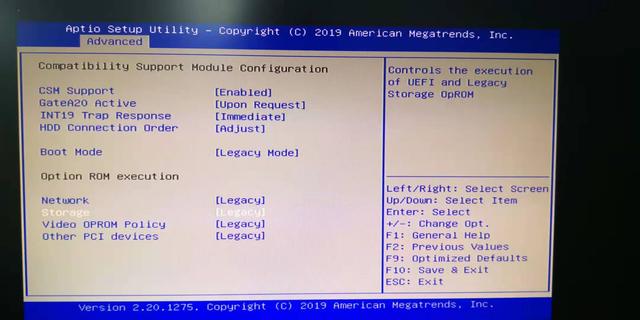 Aptio Setup Utility - Copyright (C) 2019 American Megatrends, Inc.
Advanced
Compatibility Support Module Configuration
CSM Support [Enabled]
GateA20 Active [Upon Request]
INT19 Trap Response [Immediate]
HDD Connection Order [Adjust]
Boot Mode [Legacy Mode]
Option ROM execution
Network [Legacy]
Storage [Legacy]
Video OPROM Policy [Legacy]
Other PCI devices [Legacy]
Controls the execution
of UEFI and Legacy
Storage OpROM
Left/Right: Select Screen
Up/Down: Select Item
Enter: Select
+/-: Change Opt.
F1: General Help
F2: Previous Values
F9: Optimized Defaults
F10: Save & Exit
ESC: Exit
Version 2.20.1275. Copyright (C) 2019 American Megatrends, Inc.